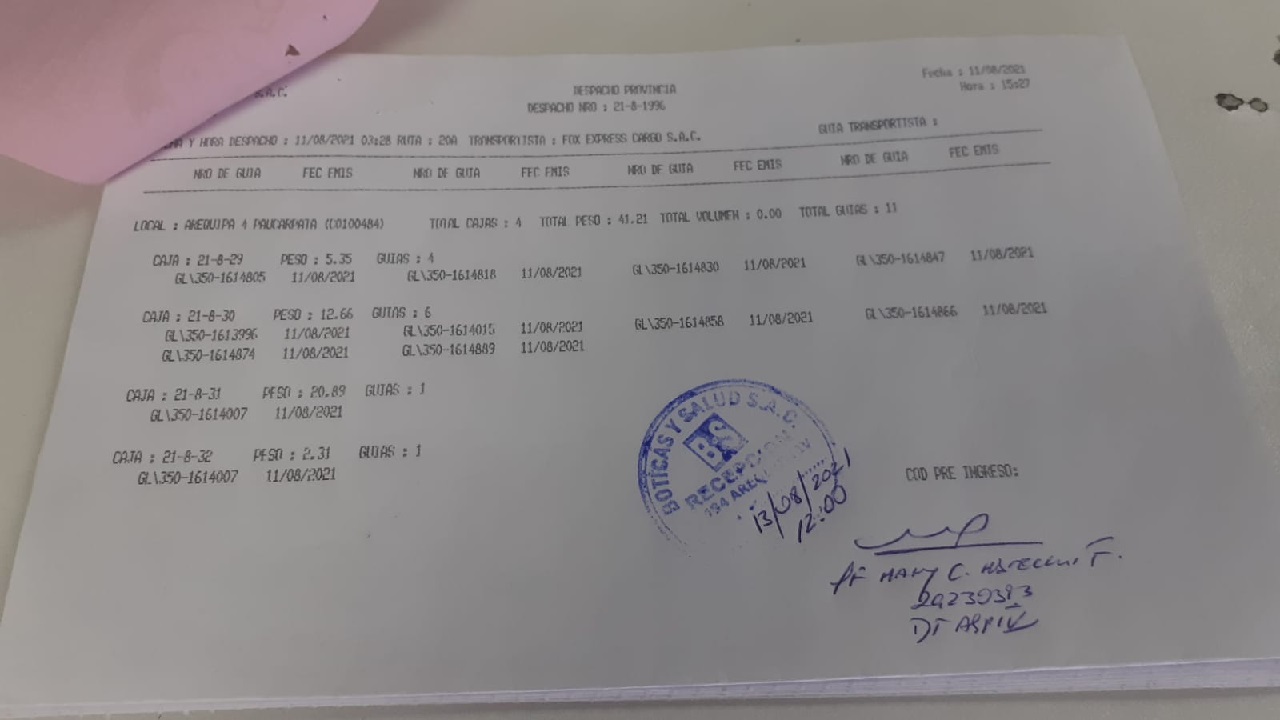 S.A.C.
DESPACHO PROVINCIA
Fecha : 11/08/2021
DESPACHO NRO : 21-8-1996
Hora : 15:27
Y HORA DESPACHO : 11/08/2021 03:28 RUTA : 20A TRANSPORTISTA : FOX EXPRESS CARGO S.A.C. GUIA TRANSPORTISTA :
NRO DE GUIA FEC EMIS NRO DE GUIA FEC EMIS NRO DE GUIA FEC EMIS NRO DE GUIA FEC EMIS
LOCAL : AREQUIPA 4 PAUCARPATA (C0100484) TOTAL CAJAS : 4 TOTAL PESO : 41.21 TOTAL VOLUMEN : 0.00 TOTAL GUIAS : 11
CAJA : 21-8-29 PESO : 5.35 GUIAS : 4
GL\350-1614805 11/08/2021 GL\350-1614818 11/08/2021 GL\350-1614830 11/08/2021 GL\350-1614847 11/08/2021
CAJA : 21-8-30 PESO : 12.66 GUIAS : 6
GL\350-1613996 11/08/2021 GL\350-1614015 11/08/2021 GL\350-1614858 11/08/2021 GL\350-1614866 11/08/2021
GL\350-1614874 11/08/2021 GL\350-1614889 11/08/2021
CAJA : 21-8-31 PESO : 20.89 GUIAS : 1
GL\350-1614007 11/08/2021
CAJA : 21-8-32 PESO : 2.31 GUIAS : 1
GL\350-1614007 11/08/2021
BOTICAS Y SALUD S.A.C.
BS
RECEPCION
13/08/2021
12:00
COD PRE INGRESO:
DT